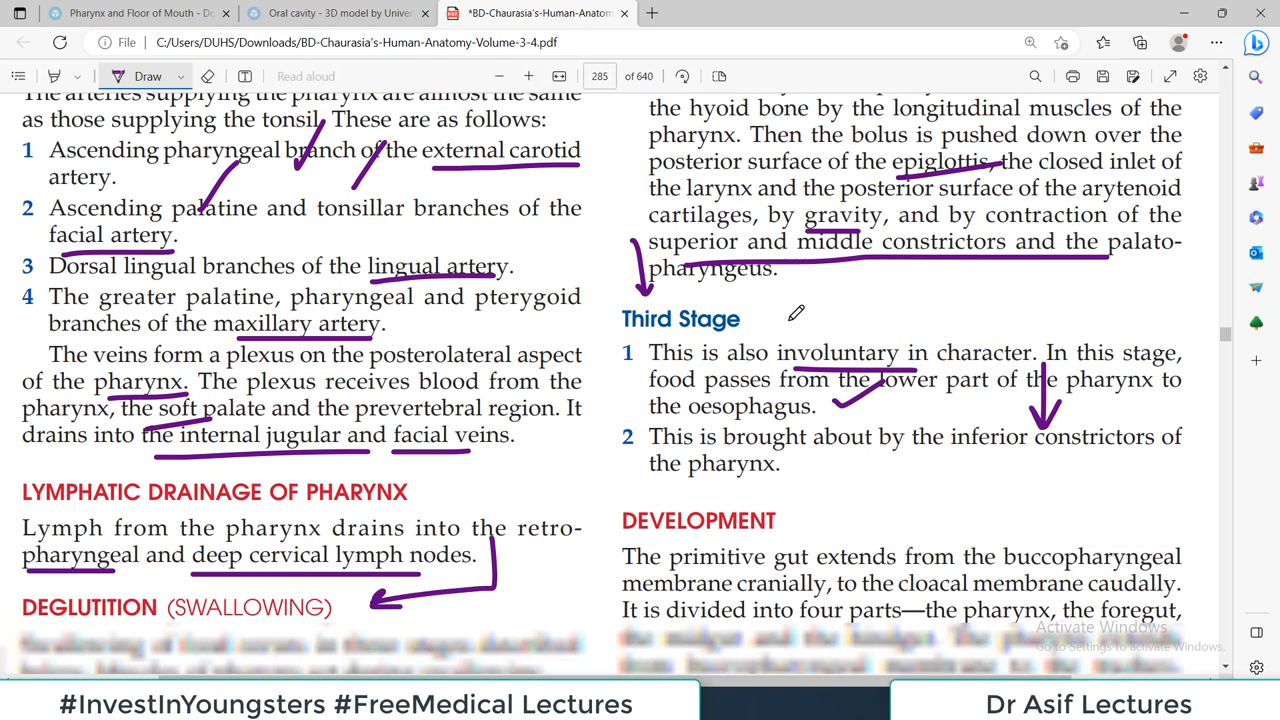 Pharynx and Floor of Mouth - Do
Oral cavity - 3D model by Univer
*BD-Chaurasia's-Human-Anatom
File
C:/Users/DUHS/Downloads/BD-Chaurasia's-Human-Anatomy-Volume-3-4.pdf
Draw
Read aloud
285 of 640
The arteries supplying the pharynx are almost the same
as those supplying the tonsil. These are as follows:
1 Ascending pharyngeal branch of the external carotid
artery.
2 Ascending palatine and tonsillar branches of the
facial artery.
3 Dorsal lingual branches of the lingual artery.
4 The greater palatine, pharyngeal and pterygoid
branches of the maxillary artery.
The veins form a plexus on the posterolateral aspect
of the pharynx. The plexus receives blood from the
pharynx, the soft palate and the prevertebral region. It
drains into the internal jugular and facial veins.
LYMPHATIC DRAINAGE OF PHARYNX
Lymph from the pharynx drains into the retro-
pharyngeal and deep cervical lymph nodes.
DEGLUTITION (SWALLOWING)
the hyoid bone by the longitudinal muscles of the
pharynx. Then the bolus is pushed down over the
posterior surface of the epiglottis, the closed inlet of
the larynx and the posterior surface of the arytenoid
cartilages, by gravity, and by contraction of the
superior and middle constrictors and the palato-
pharyngeus.
Third Stage
1 This is also involuntary in character. In this stage,
food passes from the lower part of the pharynx to
the oesophagus.
2 This is brought about by the inferior constrictors of
the pharynx.
DEVELOPMENT
The primitive gut extends from the buccopharyngeal
membrane cranially, to the cloacal membrane caudally.
It is divided into four parts—the pharynx, the foregut,
Activate Windows
Go to Settings to activate Windows.
#InvestInYoungsters #FreeMedical Lectures
Dr Asif Lectures